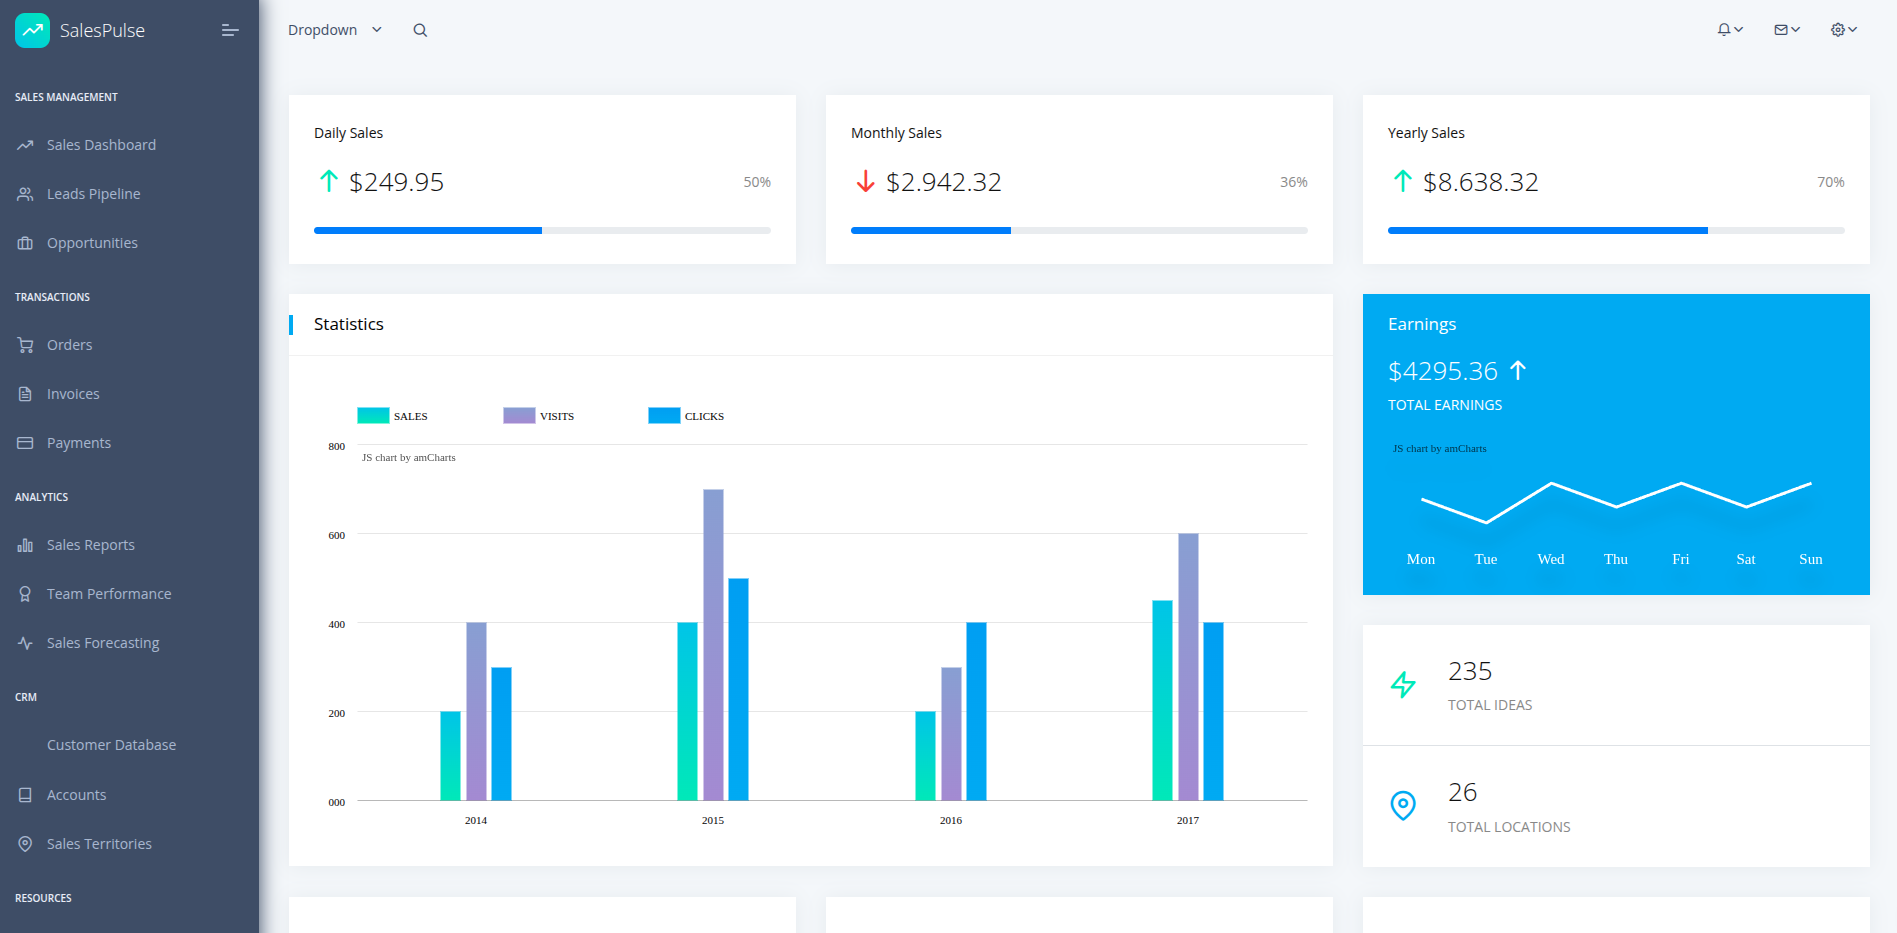 SalesPulse
SALES MANAGEMENT
Sales Dashboard
Leads Pipeline
Opportunities
TRANSACTIONS
Orders
Invoices
Payments
ANALYTICS
Sales Reports
Team Performance
Sales Forecasting
CRM
Customer Database
Accounts
Sales Territories
RESOURCES
Dropdown
Daily Sales
$249.95
50%
Monthly Sales
$2.942.32
36%
Yearly Sales
$8.638.32
70%
Statistics
SALES VISITS CLICKS
800
JS chart by amCharts
600
400
200
000
2014 2015 2016 2017
Earnings
$4295.36
TOTAL EARNINGS
JS chart by amCharts
Mon Tue Wed Thu Fri Sat Sun
235
TOTAL IDEAS
26
TOTAL LOCATIONS